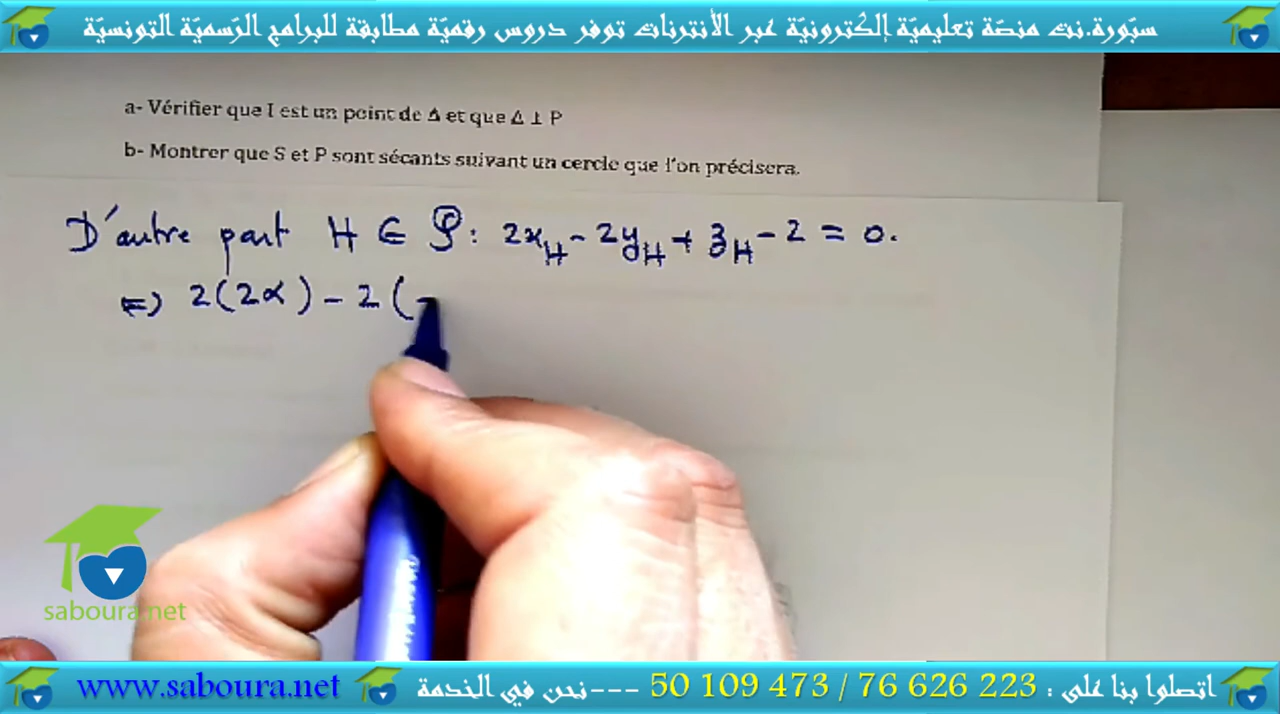 سبّورة.نت منصّة تعليميّة إلكترونيّة عبر الأنترنات توفر دروس رقميّة مطابقة للبرامج الرّسميّة التونسيّة
a- Vérifier que I est un point de Δ et que Δ ⊥ P
b- Montrer que S et P sont sécants suivant un cercle que l'on précisera.
D'autre part H ∈ P: 2x_H - 2y_H + z_H - 2 = 0.
⇔ 2(2α) - 2(-
saboura.net
www.saboura.net اتصلوا بنا على : 50 109 473 / 76 626 223 ---نحن في الخدمة